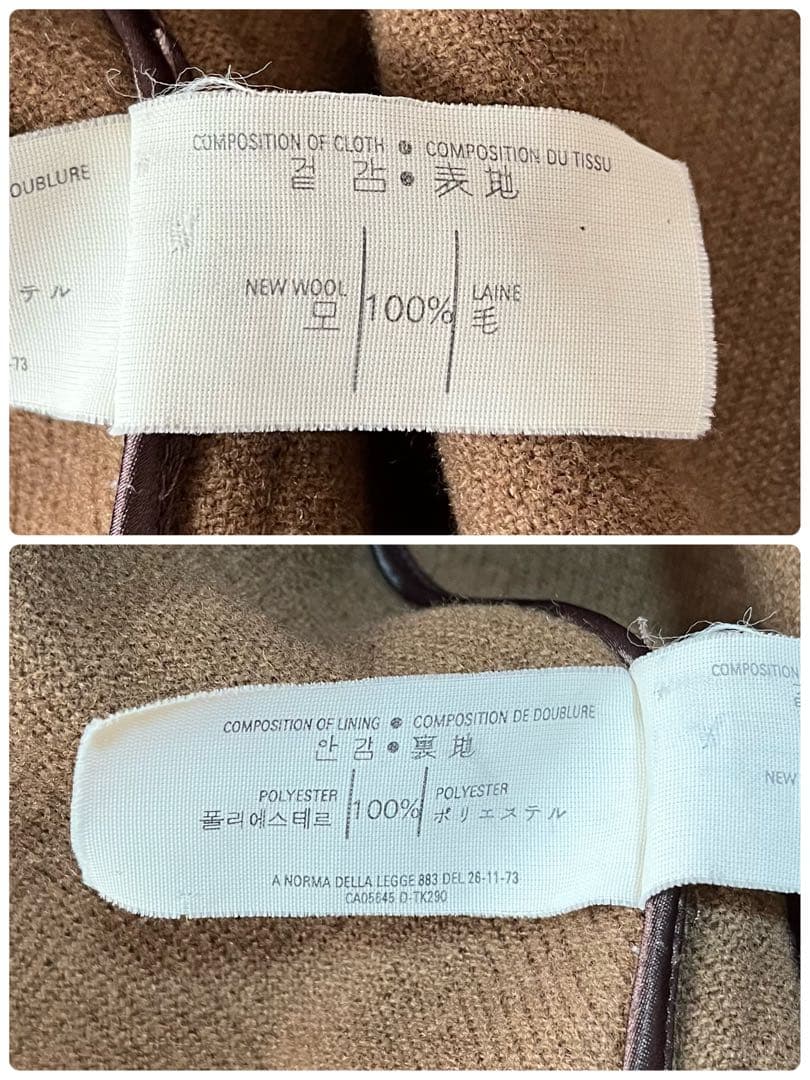 OUBLURE
テル
-73
COMPOSITION OF CLOTH ● COMPOSITION DU TISSU
겉 감 ● 表地
NEW WOOL 100% LAINE
모 毛
COMPOSITION OF LINING ● COMPOSITION DE DOUBLURE
안 감 ● 裏地
POLYESTER 100% POLYESTER
폴리에스테르 ポリエステル
A NORMA DELLA LEGGE 883 DEL 26-11-73
CA05645 D-TK290
COMPOSITION
NEW